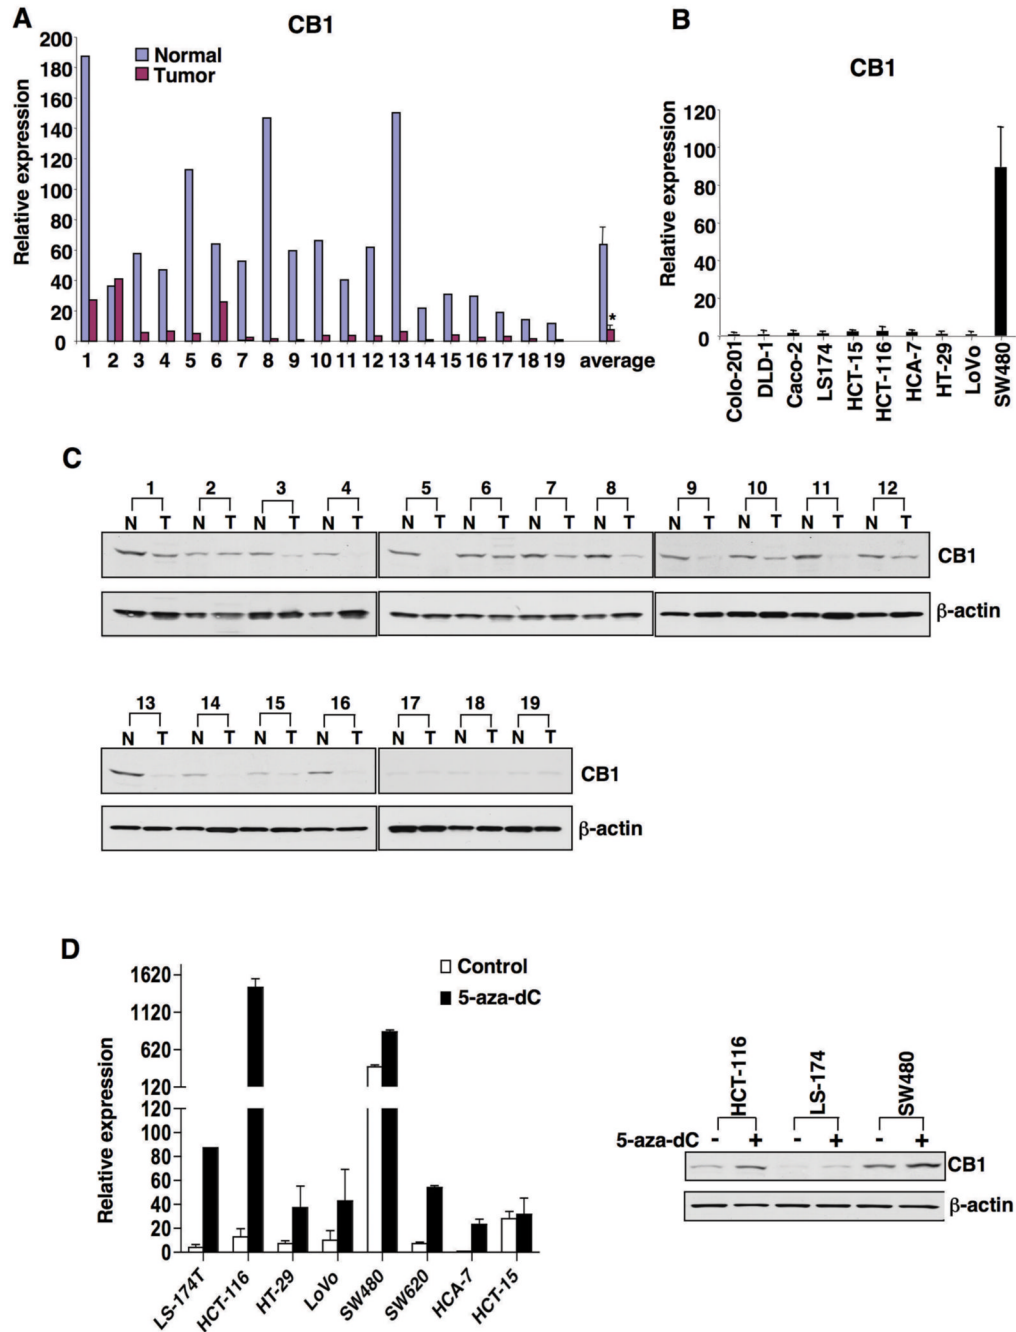 A
CB1
Relative expression
200
180
160
140
120
100
80
60
40
20
0
Normal
Tumor
*
1 2 3 4 5 6 7 8 9 10 11 12 13 14 15 16 17 18 19 average
B
CB1
Relative expression
120
100
80
60
40
20
0
Colo-201
DLD-1
Caco-2
LS174
HCT-15
HCT-116
HCA-7
HT-29
LoVo
SW480
C
1 2 3 4 5 6 7 8 9 10 11 12
N T N T N T N T N T N T N T N T N T N T N T N T
CB1
β-actin
13 14 15 16 17 18 19
N T N T N T N T N T N T N T
CB1
β-actin
D
Relative expression
Relative expression
1620
1120
620
120
120
100
80
60
40
20
0
Control
5-aza-dC
LS-174T
HCT-116
HT-29
LoVo
SW480
SW620
HCA-7
HCT-15
HCT-116
LS-174
SW480
5-aza-dC - + - + - +
CB1
β-actin